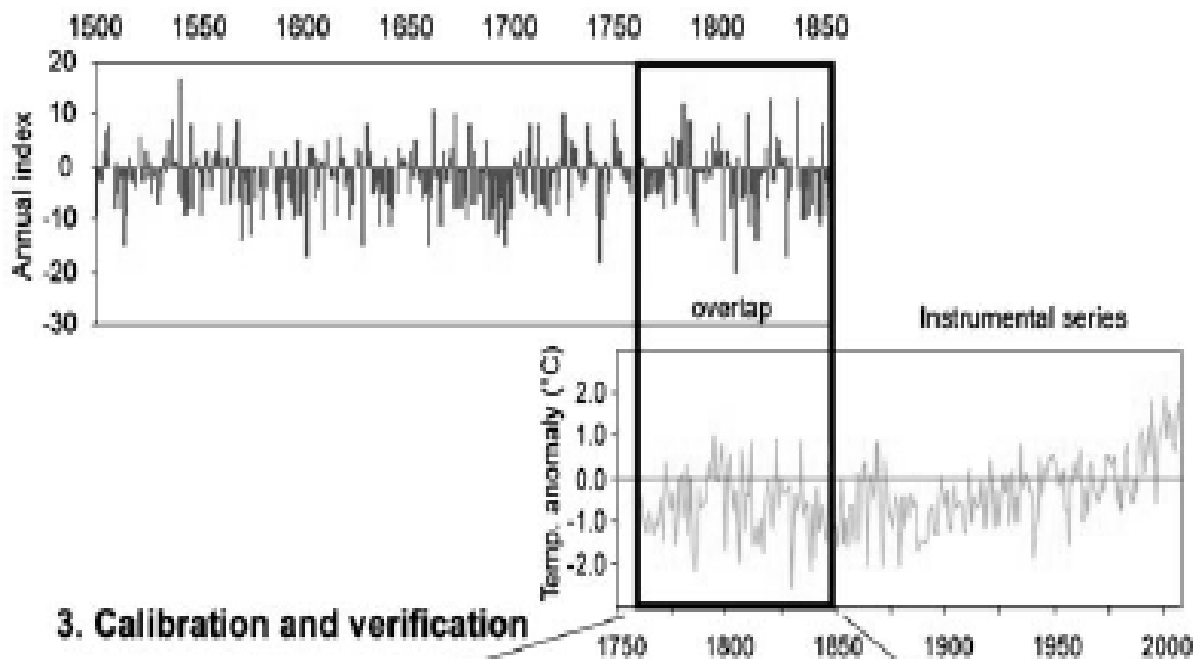 1500 1550 1600 1650 1700 1750 1800 1850
20
10
0
-10
-20
-30
Annual index
overlap
Instrumental series
Temp. anomaly (°C)
2.0
1.0
0.0
-1.0
-2.0
3. Calibration and verification
1750 1800 1850 1900 1950 2000